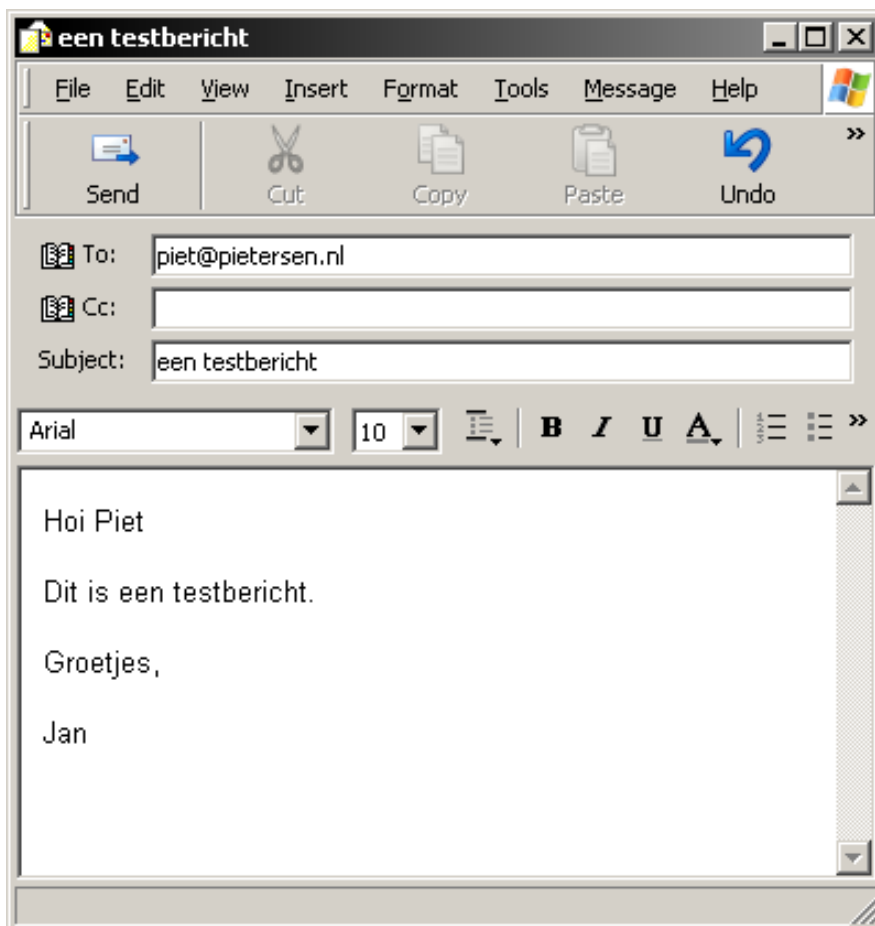 een testbericht
File Edit View Insert Format Tools Message Help
»
Send Cut Copy Paste Undo
To: piet@pietersen.nl
Cc:
Subject: een testbericht
Arial 10 B I U A »
Hoi Piet
Dit is een testbericht.
Groetjes,
Jan